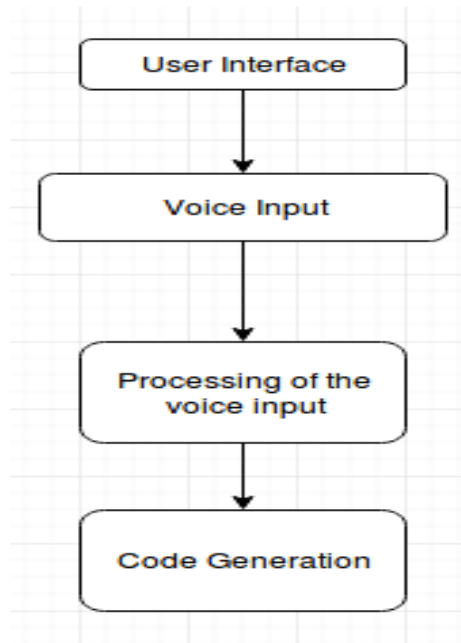 User Interface
Voice Input
Processing of the
voice input
Code Generation